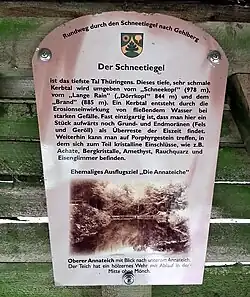 Rundweg durch den Schneetiegel nach Gehlberg
Der Schneetiegel
ist das tiefste Tal Thüringens. Dieses tiefe, sehr schmale
Kerbtal wird umgeben vom „Schneekopf" (978 m),
vom „Lange Rain" („Dörrkopf" 844 m) und dem
„Brand" (885 m). Ein Kerbtal entsteht durch die
Erosionseinwirkung von fließendem Wasser bei
starken Gefälle. Fast einzigartig ist, dass man hier ein
Stück aufwärts noch Grund- und Endmoränen (Fels
und Geröll) als Überreste der Eiszeit findet.
Weiterhin kann man auf Porphyrgestein treffen, in
dem sich zum Teil kristalline Einschlüsse, wie z.B.
Achate, Bergkristalle, Amethyst, Rauchquarz und
Eisenglimmer befinden.
Ehemaliges Ausflugsziel „Die Annateiche"
Oberer Annateich mit Blick nach unterem Annateich.
Der Teich hat ein hölzernes Wehr mit Ablauf in der
Mitte ohne Mönch.